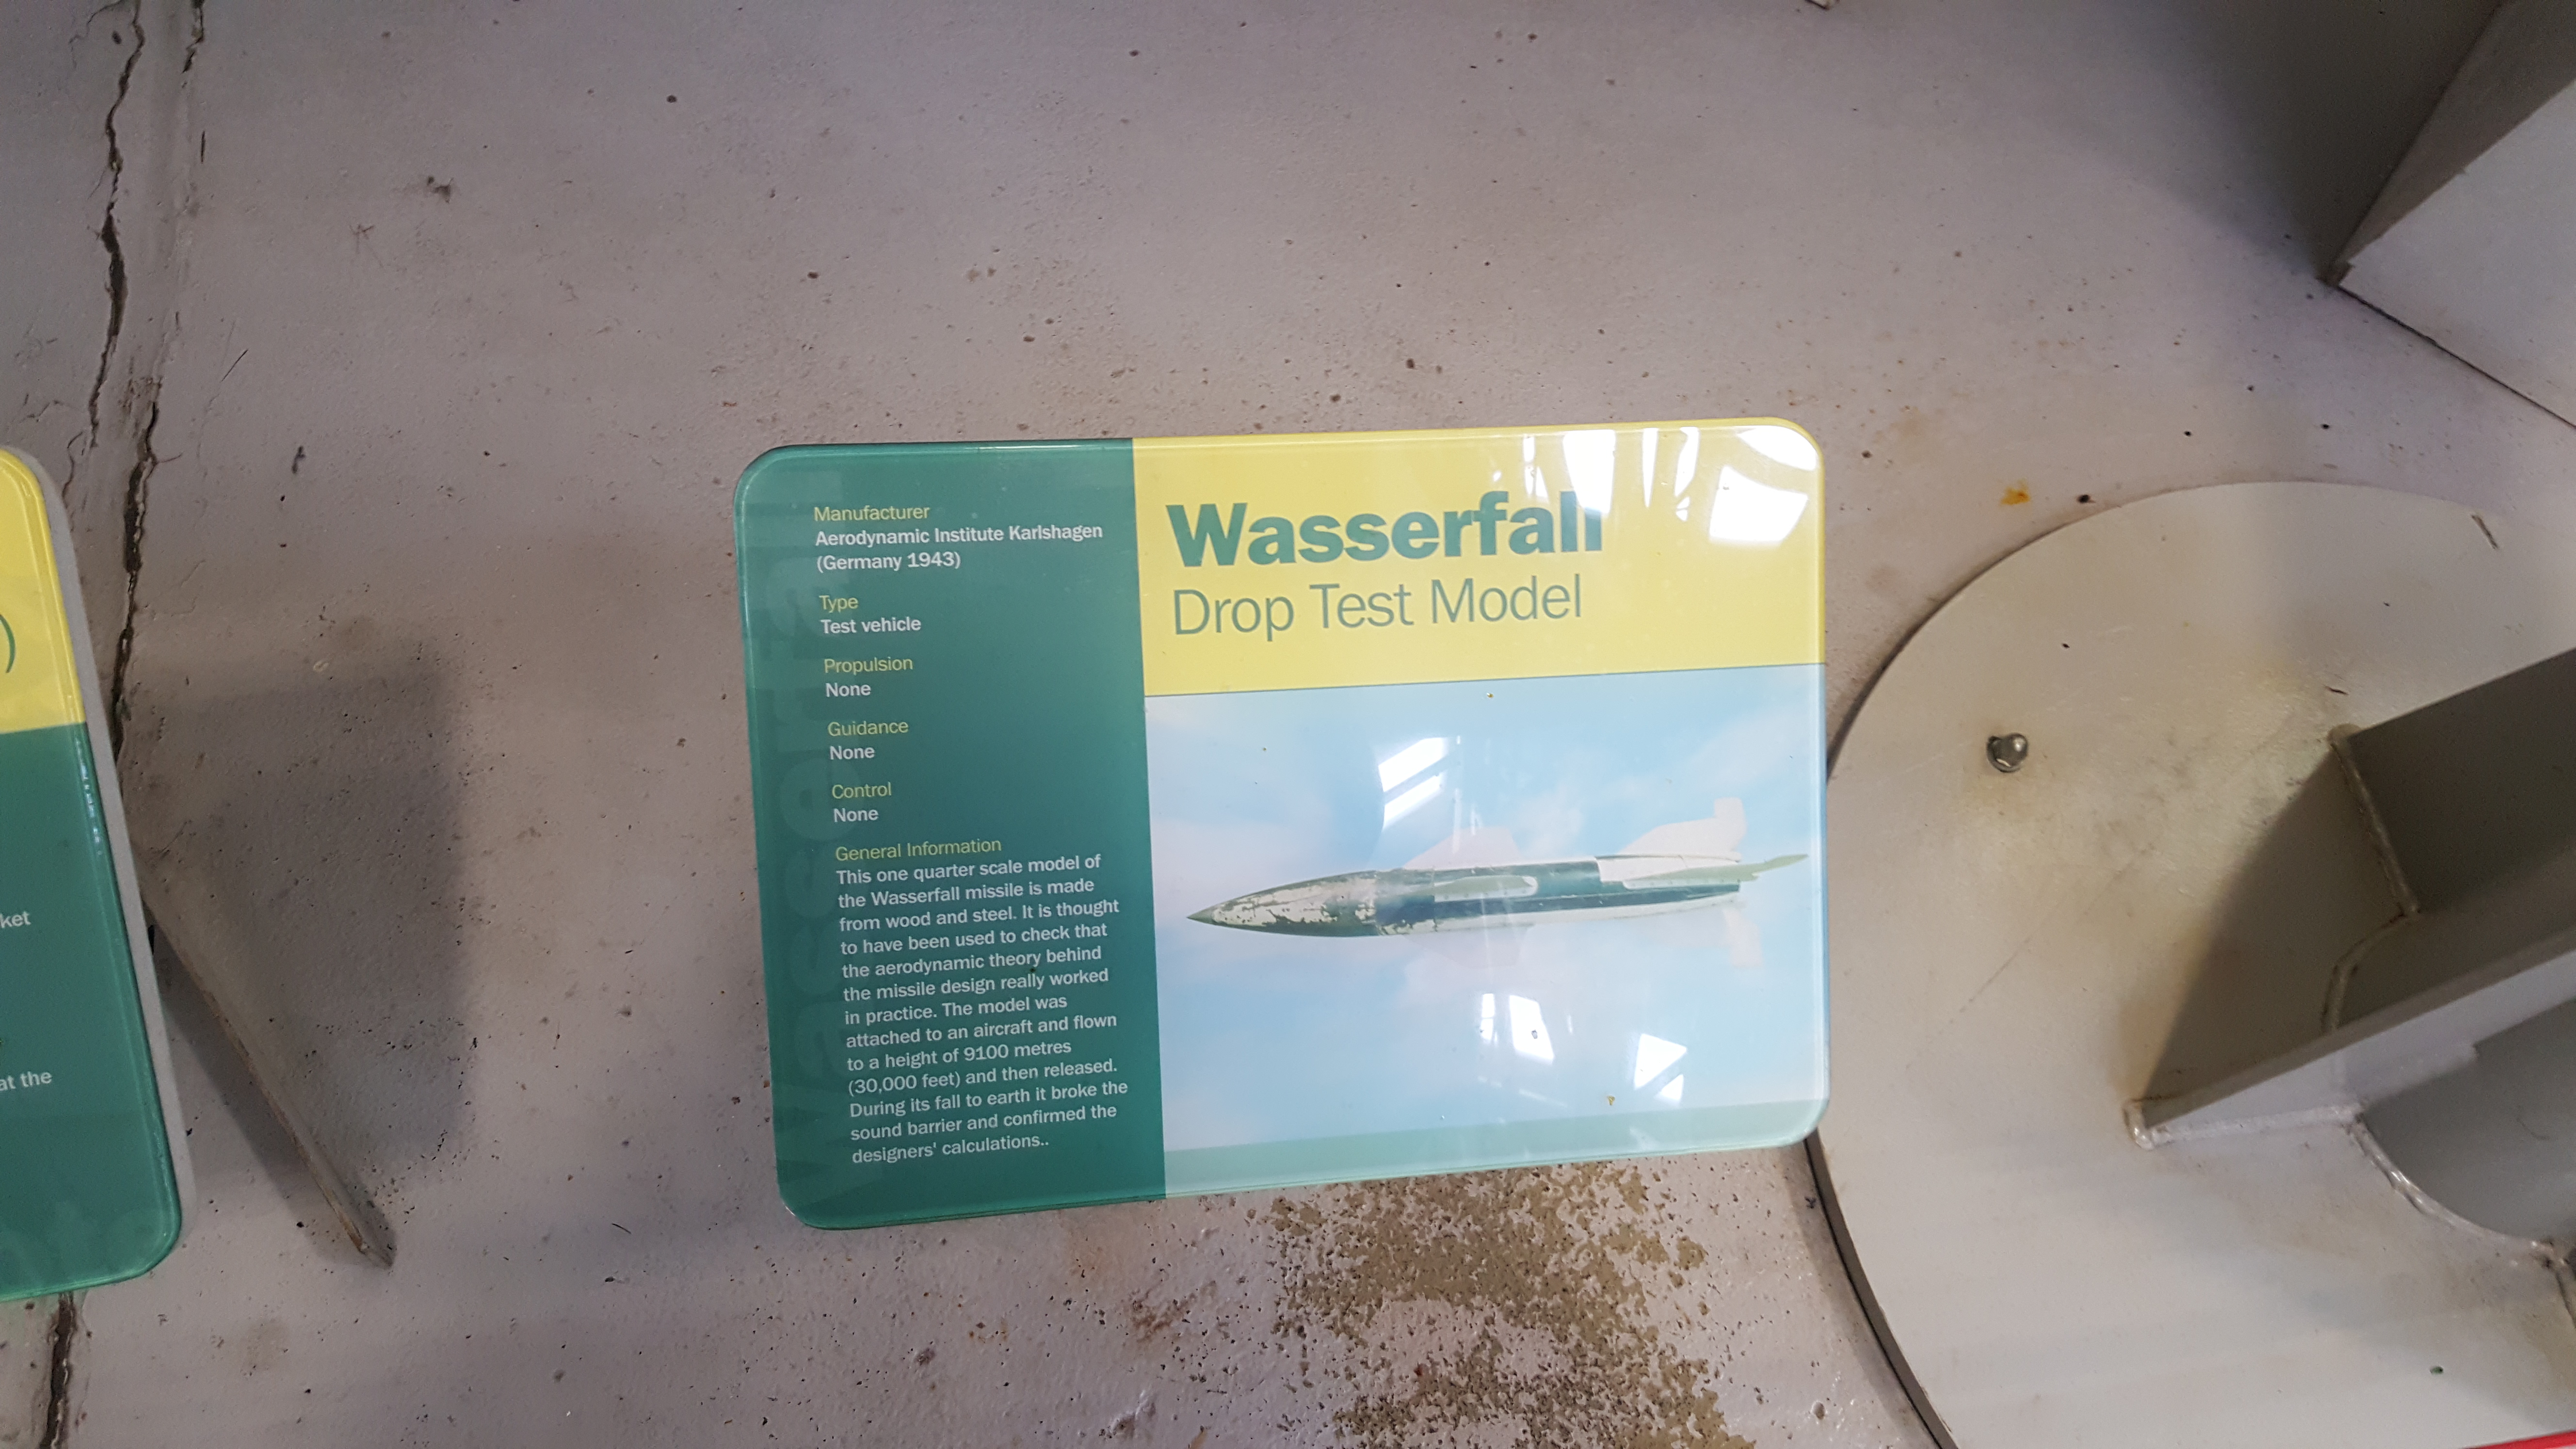 )
ket
at the
Manufacturer
Aerodynamic Institute Karlshagen
(Germany 1943)
Type
Test vehicle
Propulsion
None
Guidance
None
Control
None
General Information
This one quarter scale model of
the Wasserfall missile is made
from wood and steel. It is thought
to have been used to check that
the aerodynamic theory behind
the missile design really worked
in practice. The model was
attached to an aircraft and flown
to a height of 9100 metres
(30,000 feet) and then released.
During its fall to earth it broke the
sound barrier and confirmed the
designers' calculations..
Wasserfall
Wasserfall
Drop Test Model